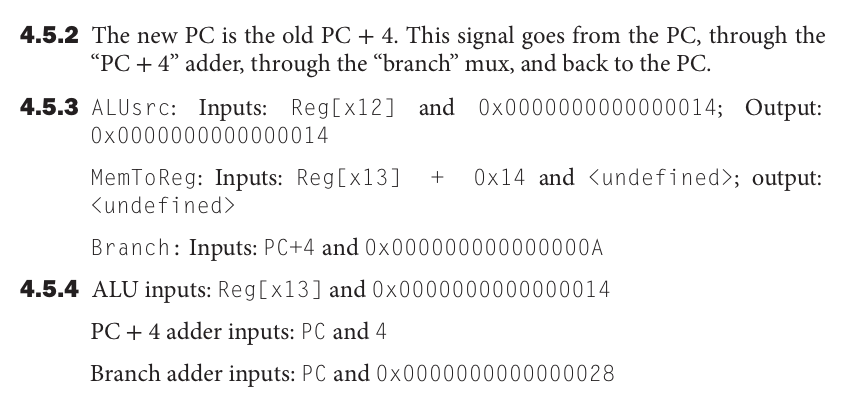 4.5.2 The new PC is the old PC + 4. This signal goes from the PC, through the
“PC + 4” adder, through the “branch” mux, and back to the PC.
4.5.3 ALUsrc: Inputs: Reg[x12] and 0x0000000000000014; Output:
0x0000000000000014
MemToReg: Inputs: Reg[x13] + 0x14 and <undefined>; output:
<undefined>
Branch: Inputs: PC+4 and 0x000000000000000A
4.5.4 ALU inputs: Reg[x13] and 0x0000000000000014
PC + 4 adder inputs: PC and 4
Branch adder inputs: PC and 0x0000000000000028